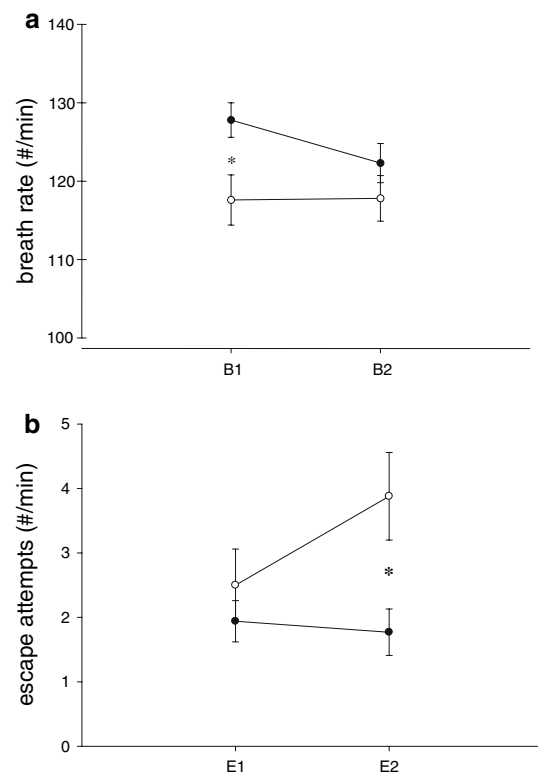 a
140
130
120
110
100
breath rate (#/min)
*
B1 B2
b
5
4
3
2
1
0
escape attempts (#/min)
*
E1 E2